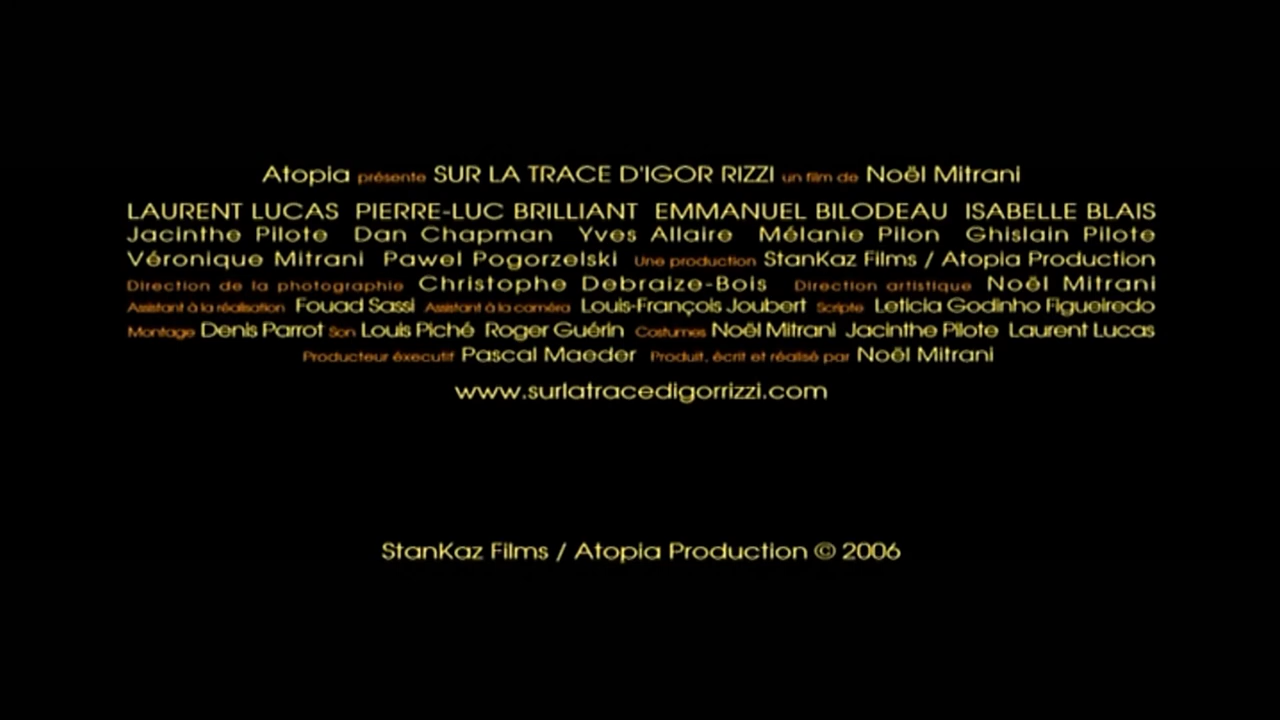 Atopia présente SUR LA TRACE D'IGOR RIZZI un film de Noël Mitrani
LAURENT LUCAS PIERRE-LUC BRILLIANT EMMANUEL BILODEAU ISABELLE BLAIS
Jacinthe Pilote Dan Chapman Yves Allaire Mélanie Pilon Ghislain Pilote
Véronique Mitrani Pawel Pogorzelski Une production StanKaz Films / Atopia Production
Direction de la photographie Christophe Debraize-Bois Direction artistique Noël Mitrani
Assistant à la réalisation Fouad Sassi Assistant à la caméra Louis-François Joubert Scripte Leticia Godinho Figueiredo
Montage Denis Parrot Son Louis Piché Roger Guérin Costumes Noël Mitrani Jacinthe Pilote Laurent Lucas
Producteur éxecutif Pascal Maeder Produit, écrit et réalisé par Noël Mitrani
www.surlatracedigorrizzi.com
StanKaz Films / Atopia Production © 2006